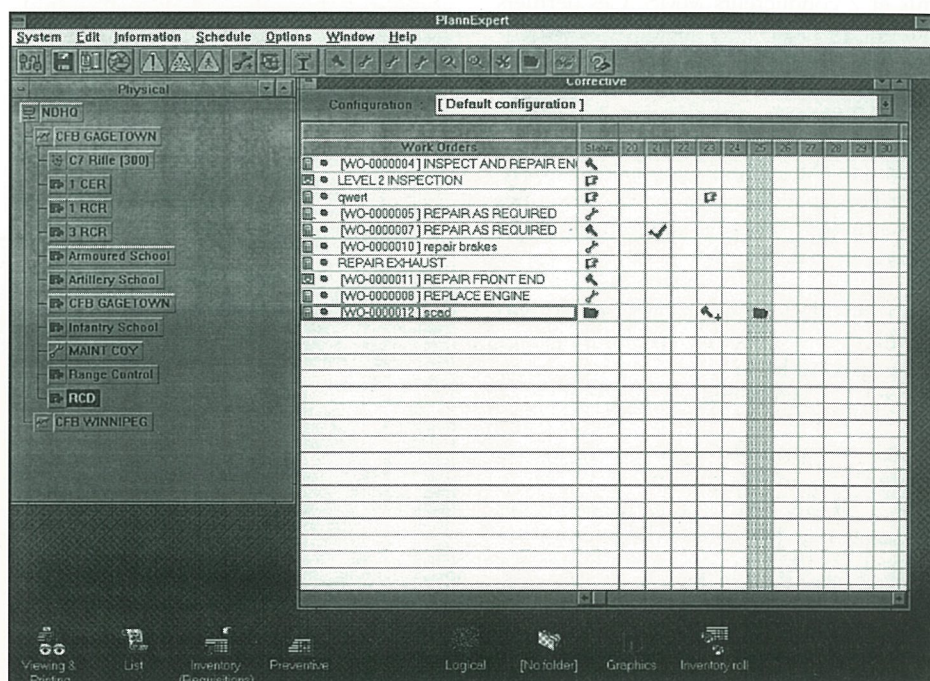 PlannExpert
System Edit Information Schedule Options Window Help
Physical
NDHQ
CFB GAGETOWN
C7 Rifle (300)
1 CER
1 RCR
3 RCR
Armoured School
Artillery School
CFB GAGETOWN
Infantry School
MAINT COY
Range Control
RCD
CFB WINNIPEG
Corrective
Configuration : [ Default configuration ]
Work Orders Status 20 21 22 23 24 25 26 27 28 29 30
[WO-0000004 ] INSPECT AND REPAIR EN
LEVEL 2 INSPECTION
qwert
[WO-0000005 ] REPAIR AS REQUIRED
[WO-0000007 ] REPAIR AS REQUIRED
[WO-0000010 ] repair brakes
REPAIR EXHAUST
[WO-0000011 ] REPAIR FRONT END
[WO-0000008 ] REPLACE ENGINE
[WO-0000012 ] scad
Viewing & Printing
List
Inventory (Requisitions)
Preventive
Logical
[No folder]
Graphics
Inventory roll